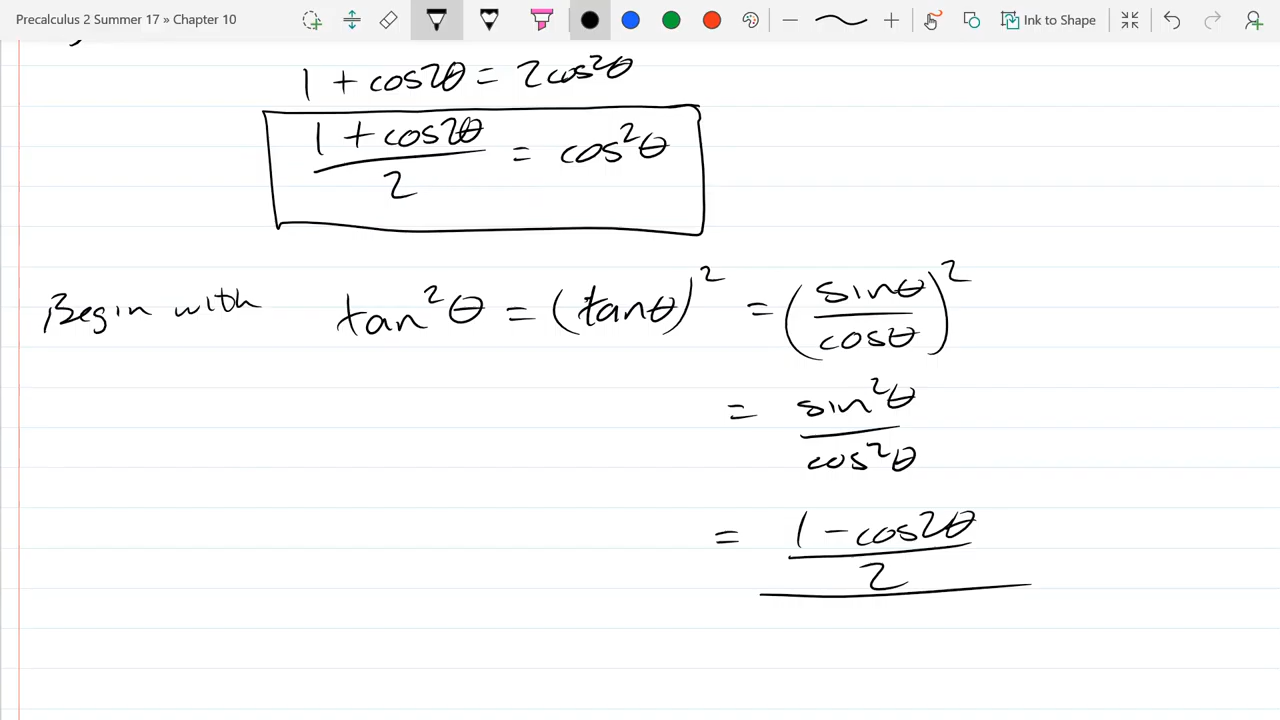 Precalculus 2 Summer 17 » Chapter 10
Ink to Shape
1 + cos2θ = 2cos²θ
(1 + cos2θ)/2 = cos²θ
Begin with tan²θ = (tanθ)² = (sinθ/cosθ)²
= sin²θ/cos²θ
= 1 - cos2θ
2